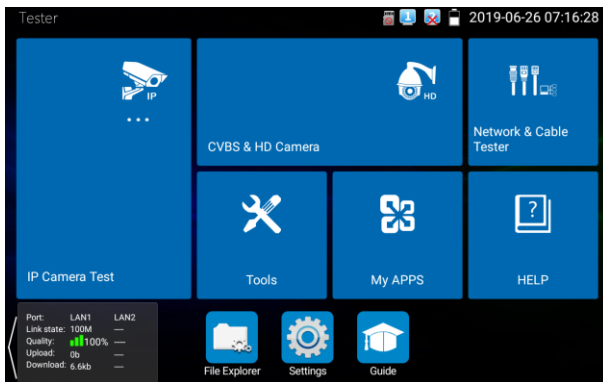 Tester
1
2019-06-26 07:16:28
IP
HD
CVBS & HD Camera
Network & Cable
Tester
IP Camera Test
Tools
My APPS
?
HELP
Port: LAN1 LAN2
Link state: 100M —
Quality: 100% —
Upload: 0b —
Download: 6.6kb —
File Explorer
Settings
Guide